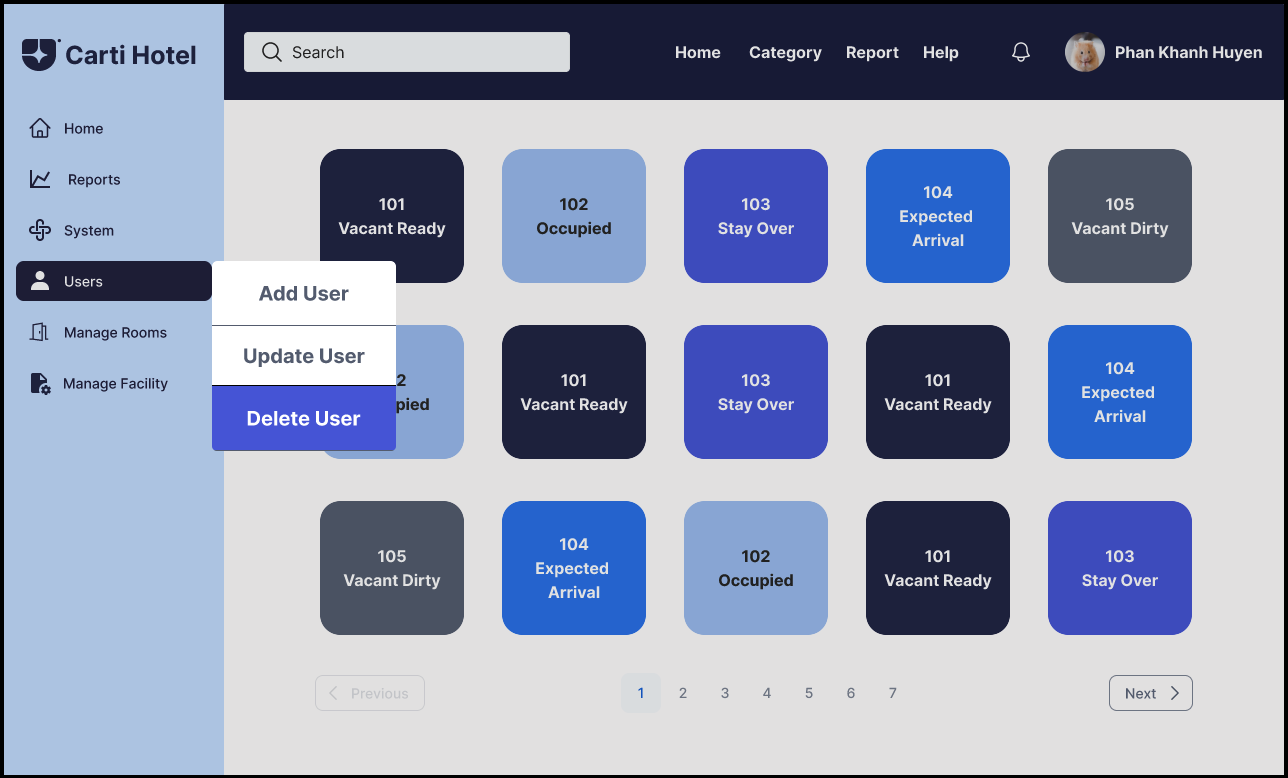 Carti Hotel
Search
Home
Category
Report
Help
Phan Khanh Huyen
Home
Reports
System
Users
Manage Rooms
Manage Facility
Add User
Update User
Delete User
101
Vacant Ready
102
Occupied
103
Stay Over
104
Expected
Arrival
105
Vacant Dirty
2
pied
101
Vacant Ready
103
Stay Over
101
Vacant Ready
104
Expected
Arrival
105
Vacant Dirty
104
Expected
Arrival
102
Occupied
101
Vacant Ready
103
Stay Over
Previous
1
2
3
4
5
6
7
Next